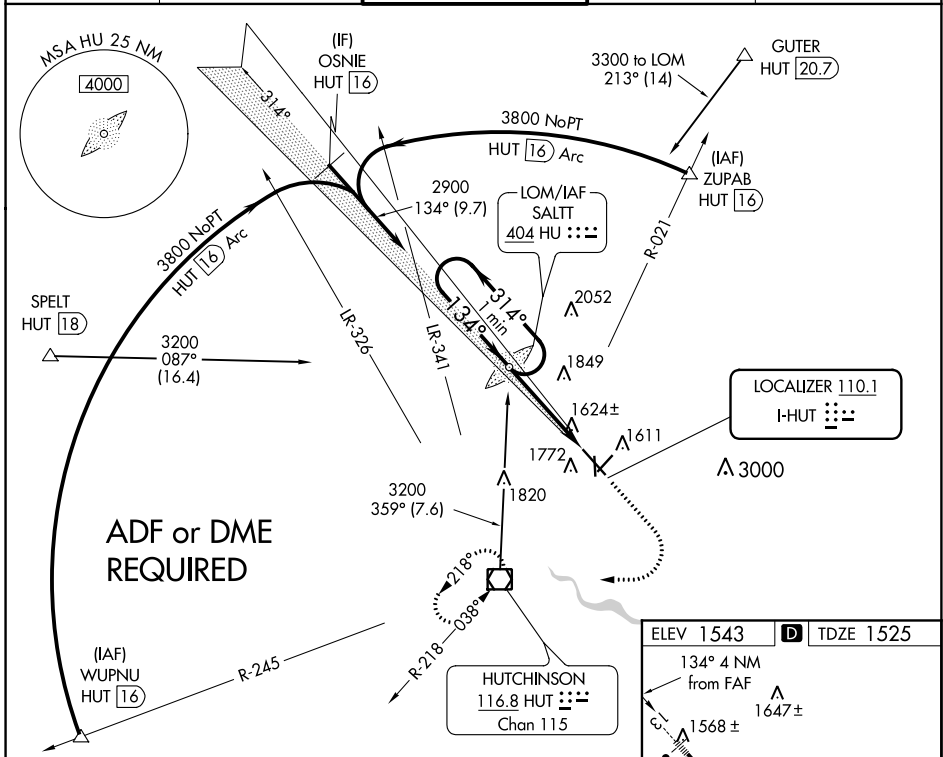 MSA HU 25 NM
4000
(IF)
OSNIE
HUT 16
314°
3300 to LOM
213° (14)
GUTER
HUT 20.7
3800 NoPT
HUT 16 Arc
(IAF)
ZUPAB
HUT 16
2900
134° (9.7)
LOM/IAF
SALTT
404 HU
R-021
3800 NoPT
HUT 16 Arc
SPELT
HUT 18
3200
087°
(16.4)
LR-326
LR-341
134°
314°
1 min
2052
1849
1624±
1611
1772
3000
LOCALIZER 110.1
I-HUT
1820
3200
359° (7.6)
ADF or DME
REQUIRED
218°
038°
R-218
(IAF)
WUPNU
HUT 16
R-245
HUTCHINSON
116.8 HUT
Chan 115
ELEV 1543 D TDZE 1525
134° 4 NM
from FAF
1647±
1568 ±
13